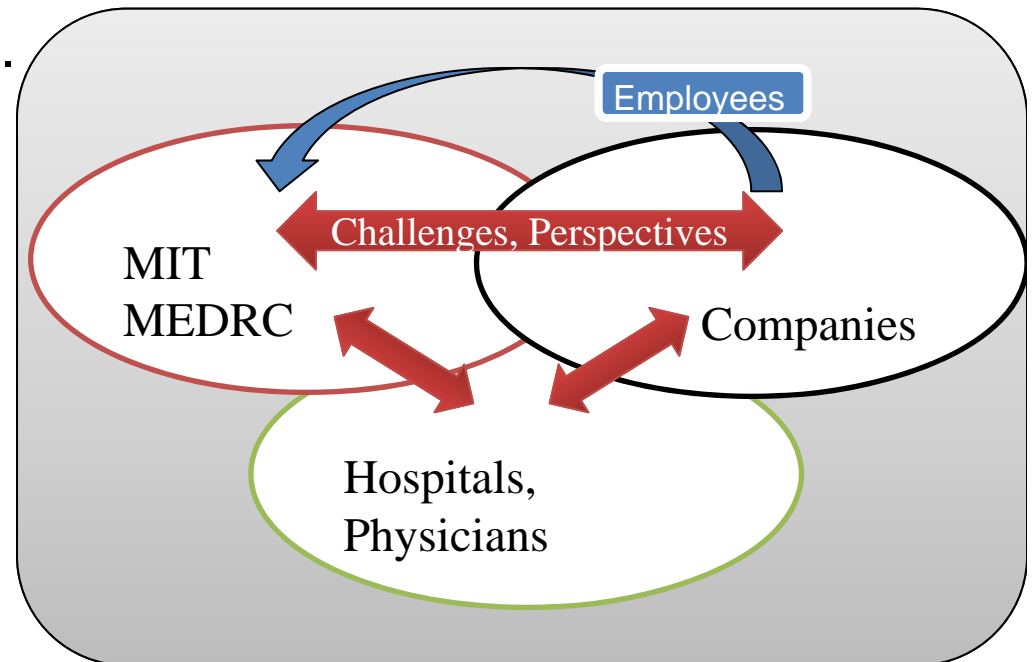 Employees
Challenges, Perspectives
MIT
MEDRC
Companies
Hospitals,
Physicians